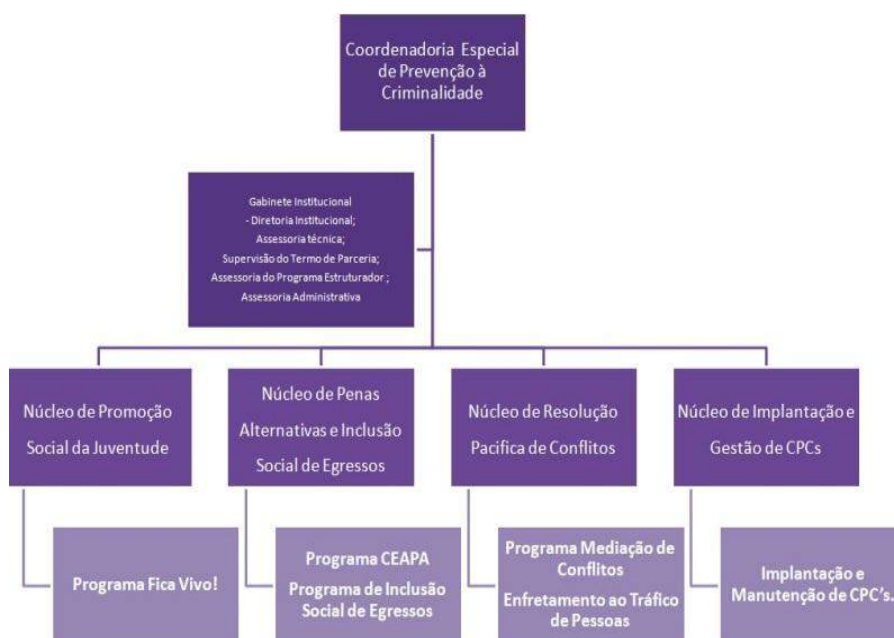 Coordenadoria Especial
de Prevenção à
Criminalidade
Gabinete Institucional
- Diretoria Institucional;
Assessoria técnica;
Supervisão do Termo de Parceria;
Assessoria do Programa Estruturador ;
Assessoria Administrativa
Núcleo de Promoção
Social da Juventude
Núcleo de Penas
Alternativas e Inclusão
Social de Egressos
Núcleo de Resolução
Pacifica de Conflitos
Núcleo de Implantação e
Gestão de CPCs
Programa Fica Vivo!
Programa CEAPA
Programa de Inclusão
Social de Egressos
Programa Mediação de
Conflitos
Enfretamento ao Tráfico
de Pessoas
Implantação e
Manutenção de CPC's.